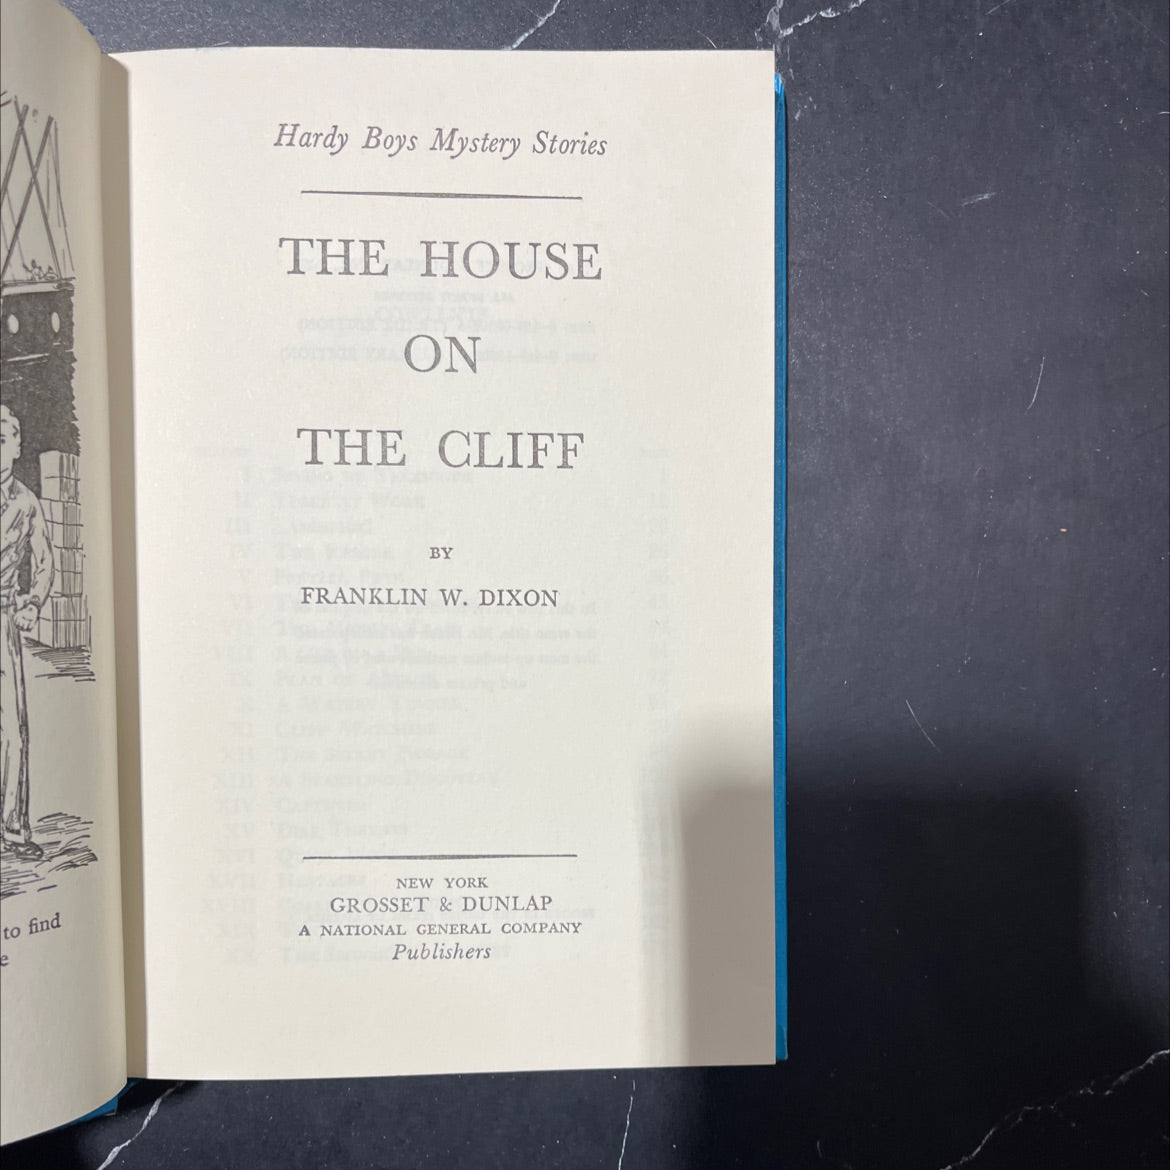 to find
e
Hardy Boys Mystery Stories
THE HOUSE
ON
THE CLIFF
BY
FRANKLIN W. DIXON
NEW YORK
GROSSET & DUNLAP
A NATIONAL GENERAL COMPANY
Publishers